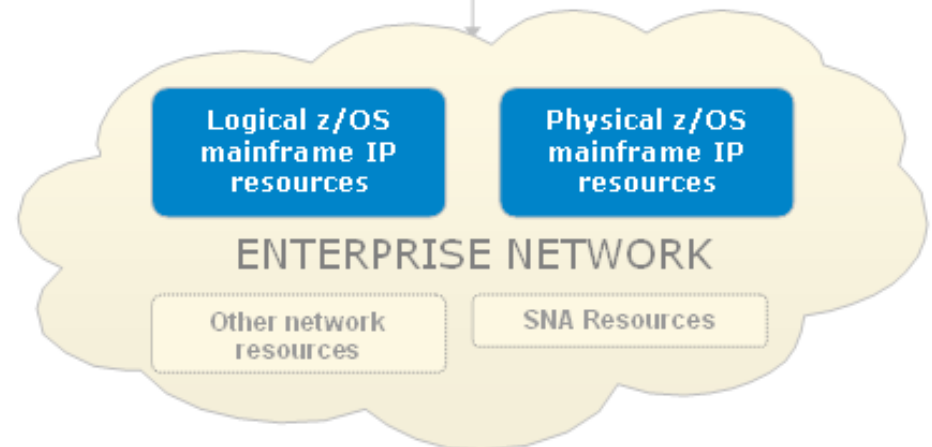 Logical z/OS
mainframe IP
resources
Physical z/OS
mainframe IP
resources
ENTERPRISE NETWORK
Other network
resources
SNA Resources